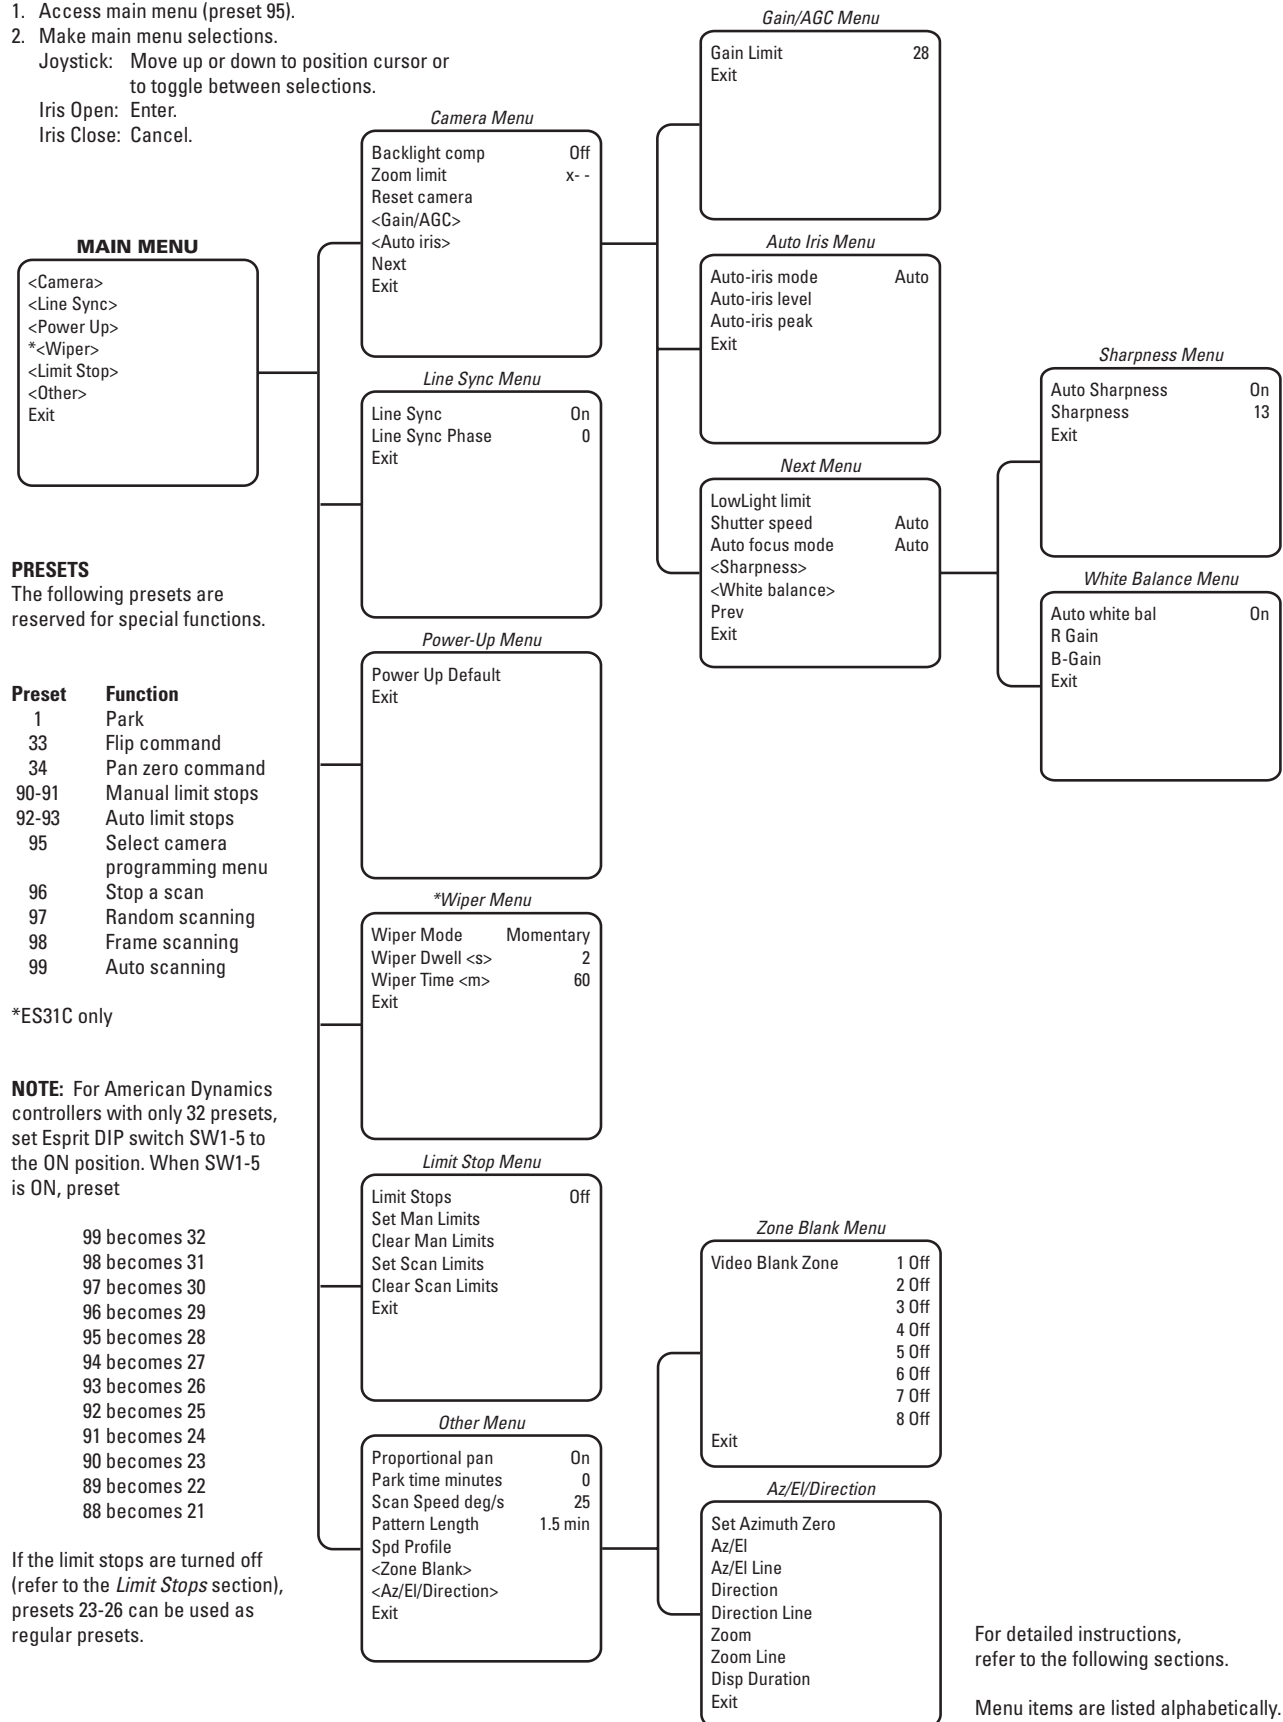 1. Access main menu (preset 95).
2. Make main menu selections.
Joystick: Move up or down to position cursor or
to toggle between selections.
Iris Open: Enter.
Iris Close: Cancel.
MAIN MENU
<Camera>
<Line Sync>
<Power Up>
*<Wiper>
<Limit Stop>
<Other>
Exit
PRESETS
The following presets are
reserved for special functions.
Preset Function
1 Park
33 Flip command
34 Pan zero command
90-91 Manual limit stops
92-93 Auto limit stops
95 Select camera
programming menu
96 Stop a scan
97 Random scanning
98 Frame scanning
99 Auto scanning
*ES31C only
NOTE: For American Dynamics
controllers with only 32 presets,
set Esprit DIP switch SW1-5 to
the ON position. When SW1-5
is ON, preset
99 becomes 32
98 becomes 31
97 becomes 30
96 becomes 29
95 becomes 28
94 becomes 27
93 becomes 26
92 becomes 25
91 becomes 24
90 becomes 23
89 becomes 22
88 becomes 21
If the limit stops are turned off
(refer to the Limit Stops section),
presets 23-26 can be used as
regular presets.
Camera Menu
Backlight comp Off
Zoom limit x- -
Reset camera
<Gain/AGC>
<Auto iris>
Next
Exit
Line Sync Menu
Line Sync On
Line Sync Phase 0
Exit
Power-Up Menu
Power Up Default
Exit
*Wiper Menu
Wiper Mode Momentary
Wiper Dwell <s> 2
Wiper Time <m> 60
Exit
Limit Stop Menu
Limit Stops Off
Set Man Limits
Clear Man Limits
Set Scan Limits
Clear Scan Limits
Exit
Other Menu
Proportional pan On
Park time minutes 0
Scan Speed deg/s 25
Pattern Length 1.5 min
Spd Profile
<Zone Blank>
<Az/El/Direction>
Exit
Gain/AGC Menu
Gain Limit 28
Exit
Auto Iris Menu
Auto-iris mode Auto
Auto-iris level
Auto-iris peak
Exit
Next Menu
LowLight limit
Shutter speed Auto
Auto focus mode Auto
<Sharpness>
<White balance>
Prev
Exit
Sharpness Menu
Auto Sharpness On
Sharpness 13
Exit
White Balance Menu
Auto white bal On
R Gain
B-Gain
Exit
Zone Blank Menu
Video Blank Zone 1 Off
2 Off
3 Off
4 Off
5 Off
6 Off
7 Off
8 Off
Exit
Az/El/Direction
Set Azimuth Zero
Az/El
Az/El Line
Direction
Direction Line
Zoom
Zoom Line
Disp Duration
Exit
For detailed instructions,
refer to the following sections.
Menu items are listed alphabetically.